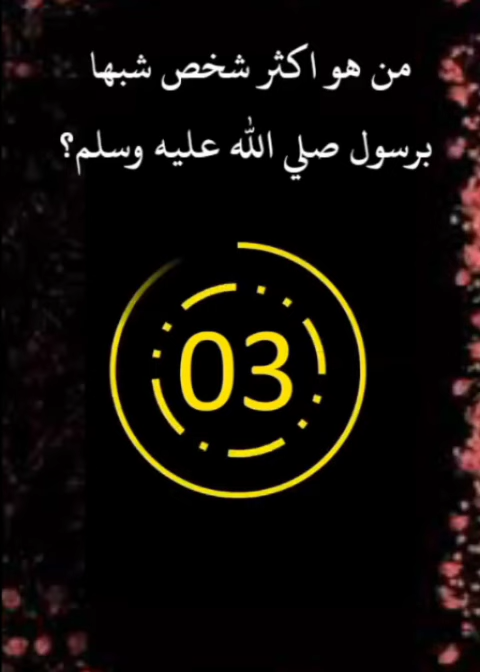 من هو اكثر شخص شبها
برسول صلي الله عليه وسلم؟
03